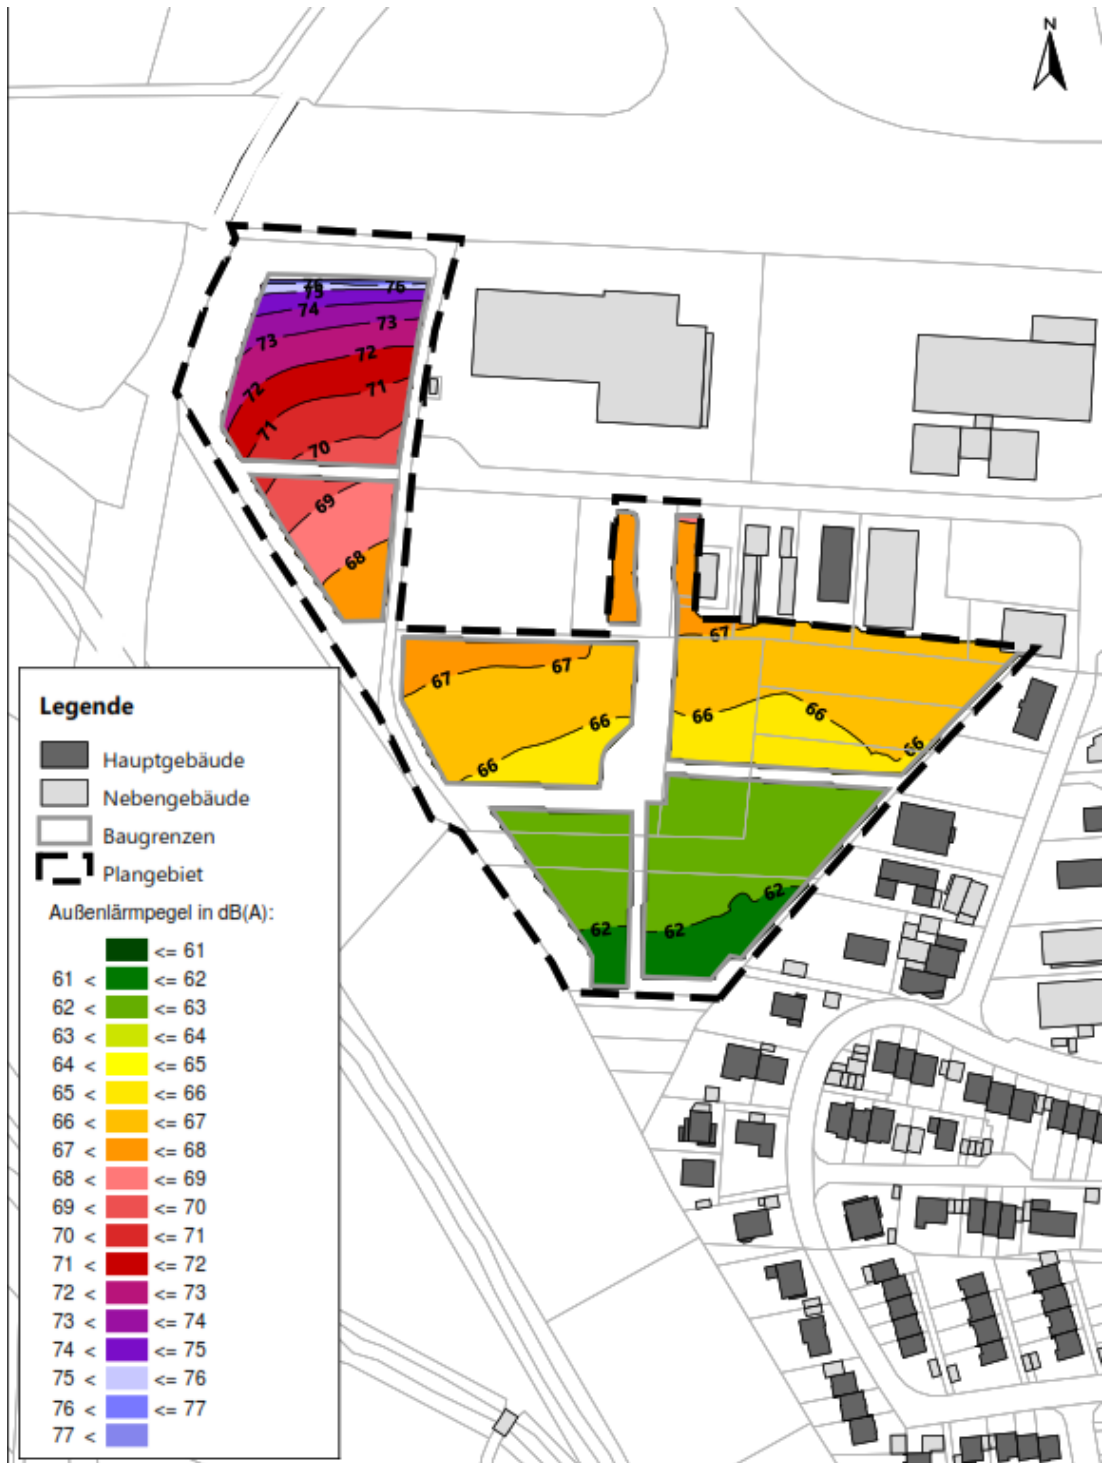 N
76
76
75
74
73
73
72
72
71
71
70
69
68
67
67
67
66
66
66
66
66
62
62
62
Legende
Hauptgebäude
Nebengebäude
Baugrenzen
Plangebiet
Außenlärmpegel in dB(A):
<= 61
61 < <= 62
62 < <= 63
63 < <= 64
64 < <= 65
65 < <= 66
66 < <= 67
67 < <= 68
68 < <= 69
69 < <= 70
70 < <= 71
71 < <= 72
72 < <= 73
73 < <= 74
74 < <= 75
75 < <= 76
76 < <= 77
77 <